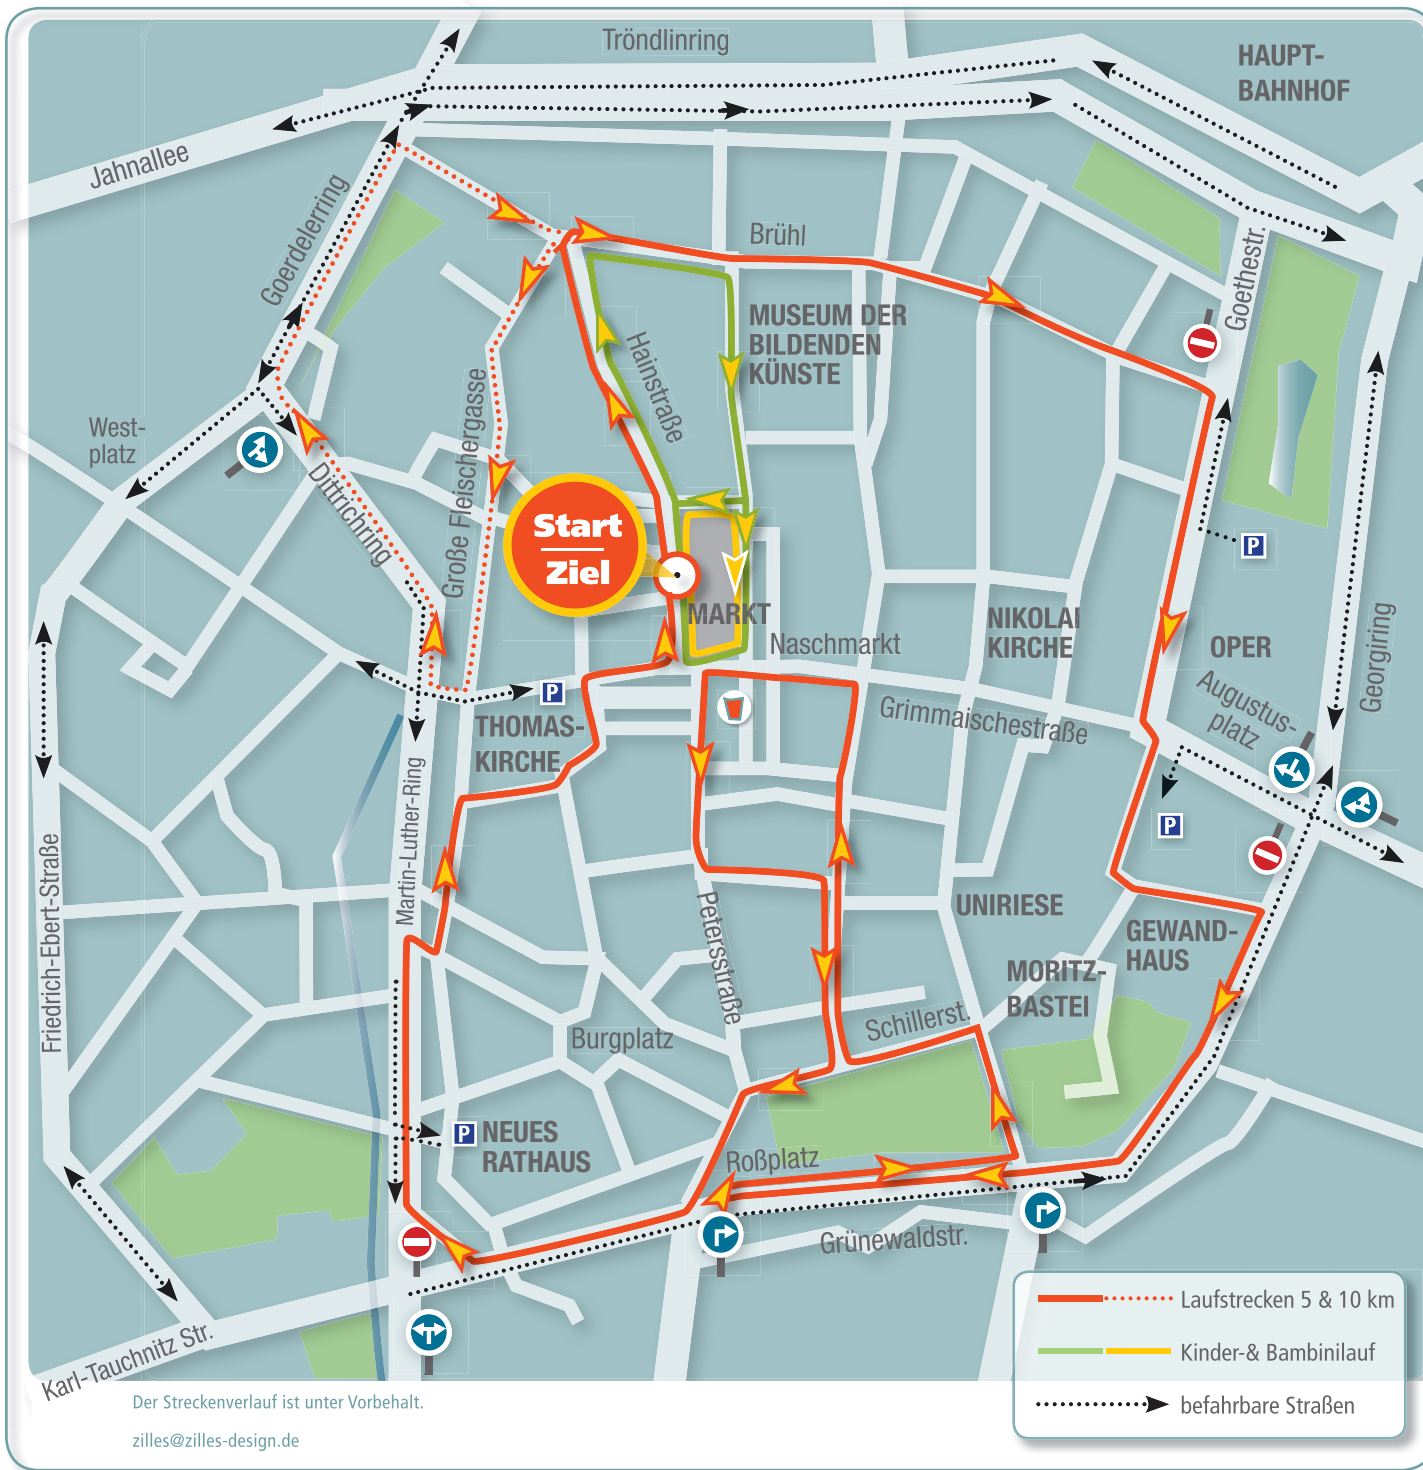 Tröndlinring
HAUPT-
BAHNHOF
Jahnallee
Goerdelerring
Brühl
Goethestr.
MUSEUM DER
BILDENDEN
KÜNSTE
Hainstraße
West-
platz
Große Fleischergasse
Dittrichring
Start
Ziel
P
MARKT
Naschmarkt
NIKOLAI
KIRCHE
OPER
Georgiring
Augustus-
platz
P
Grimmaischestraße
THOMAS-
KIRCHE
Martin-Luther-Ring
P
Friedrich-Ebert-Straße
Petersstraße
UNIRIESE
GEWAND-
HAUS
MORITZ-
BASTEI
Schillerst.
Burgplatz
P
NEUES
RATHAUS
Roßplatz
Grünewaldstr.
Karl-Tauchnitz Str.
Laufstrecken 5 & 10 km
Kinder-& Bambinilauf
befahrbare Straßen
Der Streckenverlauf ist unter Vorbehalt.
zilles@zilles-design.de